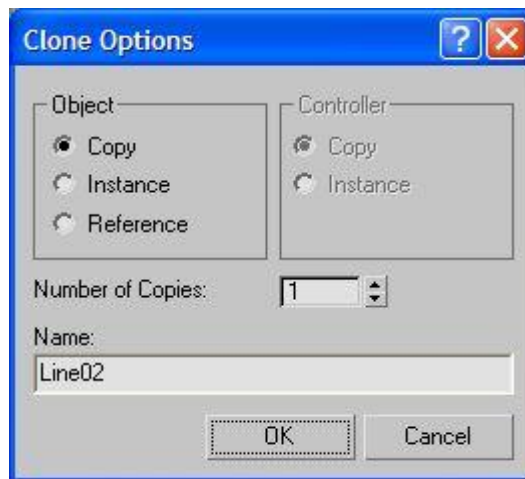 Clone Options
?
Object
Copy
Instance
Reference
Controller
Copy
Instance
Number of Copies: 1
Name:
Line02
OK Cancel